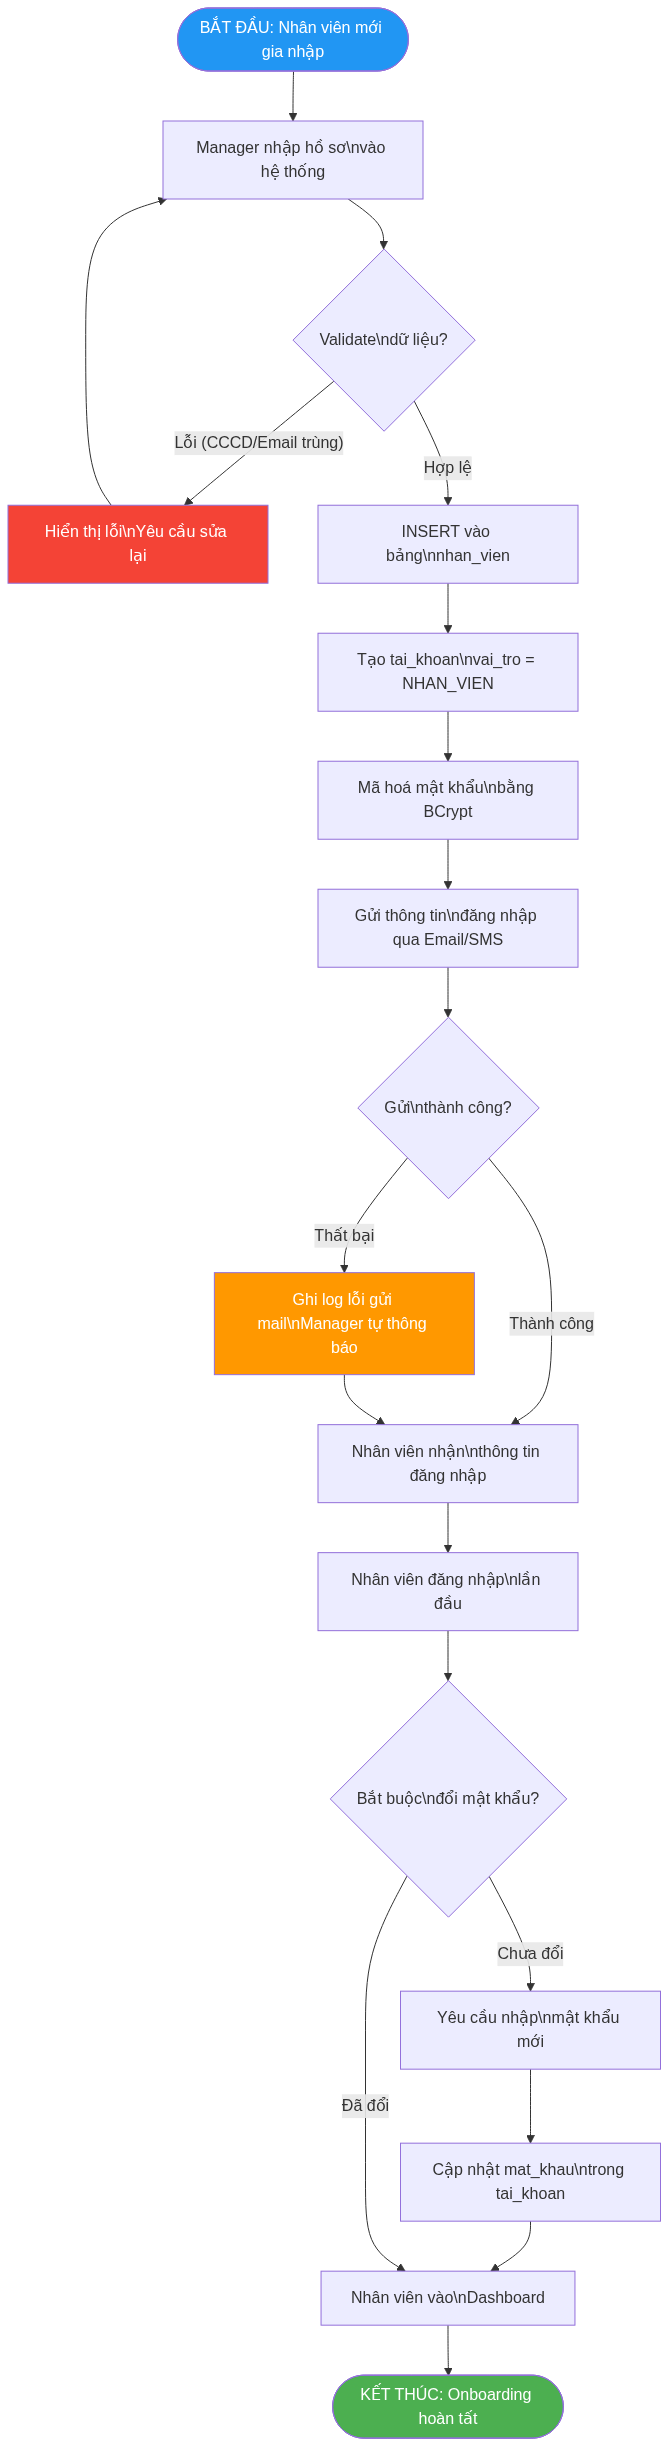 BẮT ĐẦU: Nhân viên mới
gia nhập
Manager nhập hồ sơ\nvào
hệ thống
Validate\ndữ liệu?
Lỗi (CCCD/Email trùng)
Hợp lệ
Hiển thị lỗi\nYêu cầu sửa
lại
INSERT vào
bảng\nnhan_vien
Tạo tai_khoan\nvai_tro =
NHAN_VIEN
Mã hoá mật khẩu\nbằng
BCrypt
Gửi thông tin\nđăng nhập
qua Email/SMS
Gửi\nthành công?
Thất bại
Ghi log lỗi gửi
mail\nManager tự thông
báo
Thành công
Nhân viên nhận\nthông tin
đăng nhập
Nhân viên đăng nhập\nlần
đầu
Bắt buộc\nđổi mật khẩu?
Chưa đổi
Yêu cầu nhập\nmật khẩu
mới
Đã đổi
Cập nhật mat_khau\ntrong
tai_khoan
Nhân viên vào\nDashboard
KẾT THÚC: Onboarding
hoàn tất